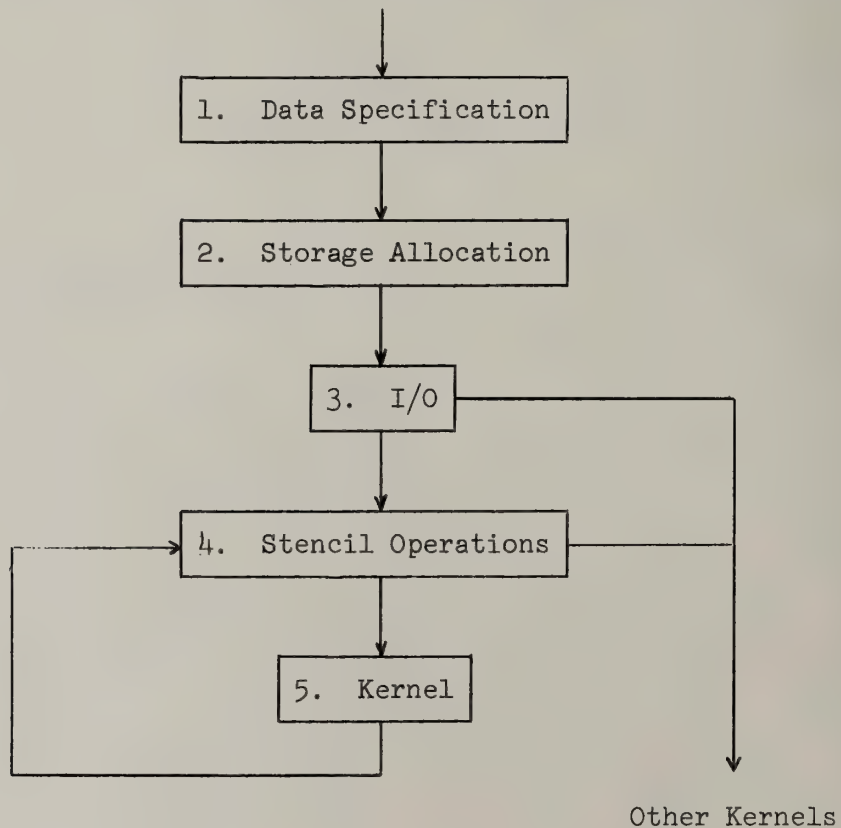 1. Data Specification
2. Storage Allocation
3. I/O
4. Stencil Operations
5. Kernel
Other Kernels